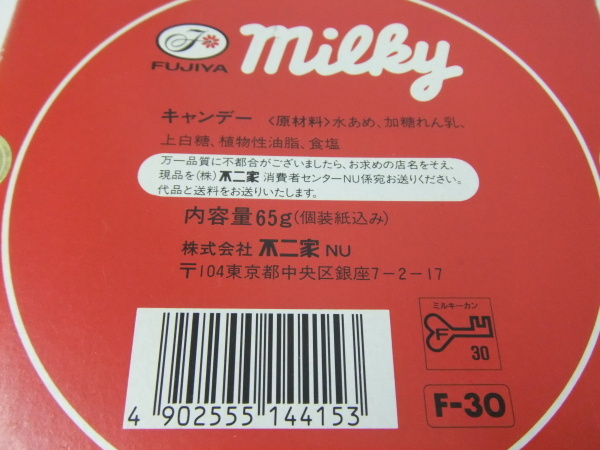 F
FUJIYA
milky
キャンデー 〈原材料〉水あめ、加糖れん乳、
上白糖、植物性油脂、食塩
万一品質に不都合がございましたら、お求めの店名をそえ、
現品を(株)不二家 消費者センターNU係宛お送りください。
代品と送料をお送りいたします。
内容量65g(個装紙込み)
株式会社 不二家 NU
〒104東京都中央区銀座7-2-17
4 902555 144153
ミルキーカン
F
30
F-30